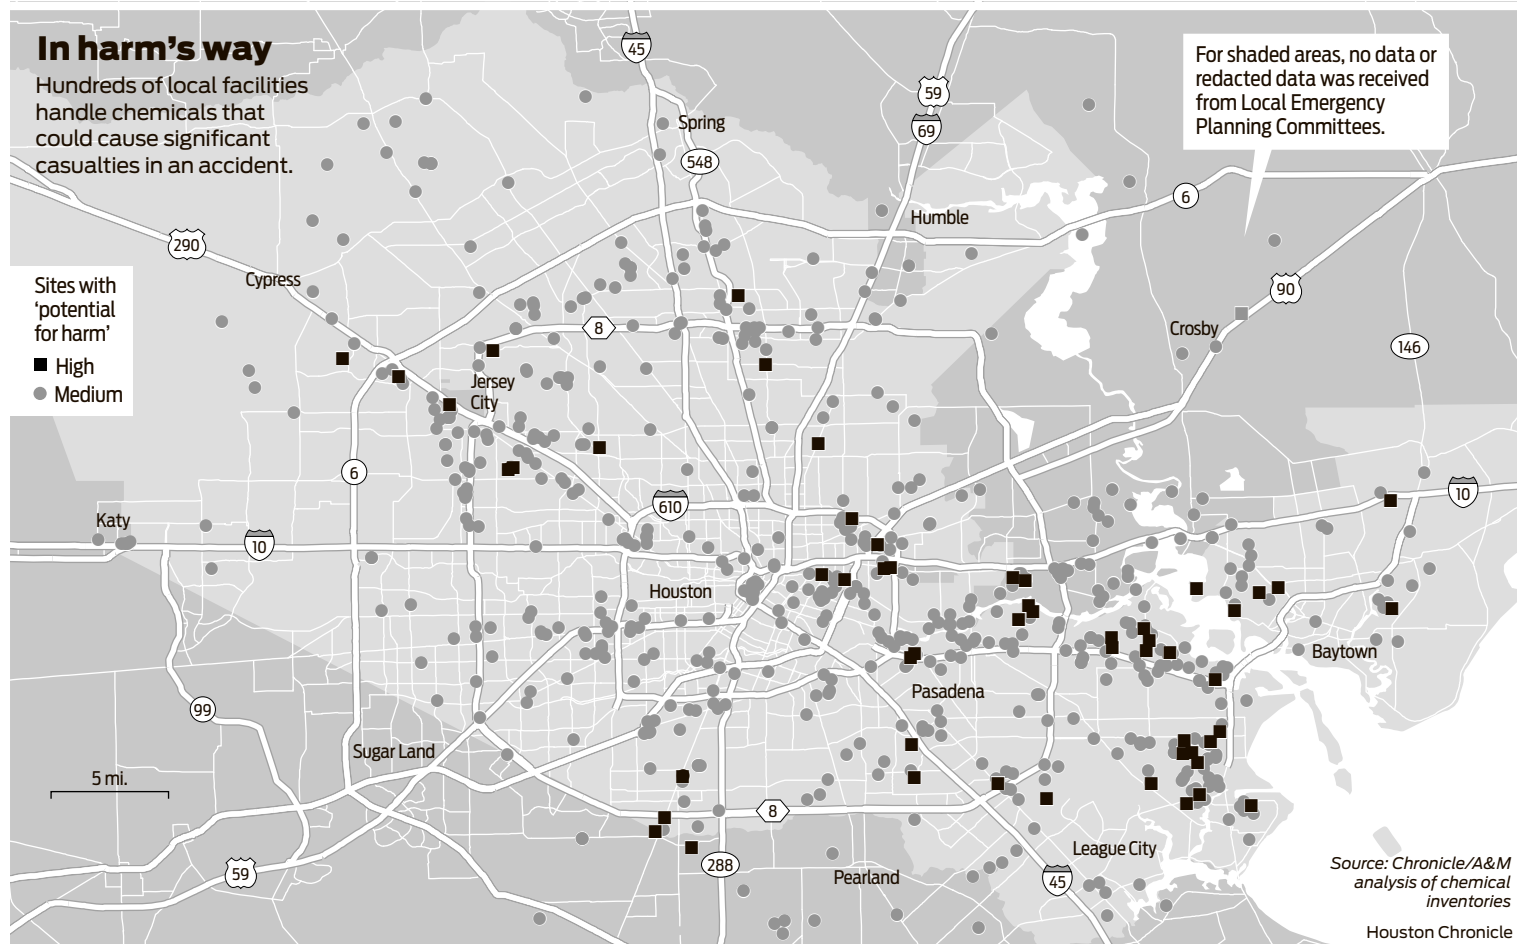 In harm's way
Hundreds of local facilities
handle chemicals that
could cause significant
casualties in an accident.
For shaded areas, no data or
redacted data was received
from Local Emergency
Planning Committees.
45
59
69
Spring
548
6
Humble
290
Cypress
Sites with
‘potential
for harm’
High
Medium
90
8
Crosby
146
Jersey
City
6
610
10
Katy
10
Houston
Baytown
Pasadena
99
Sugar Land
5 mi.
8
League City
59
288
Pearland
45
Source: Chronicle/A&M
analysis of chemical
inventories
Houston Chronicle